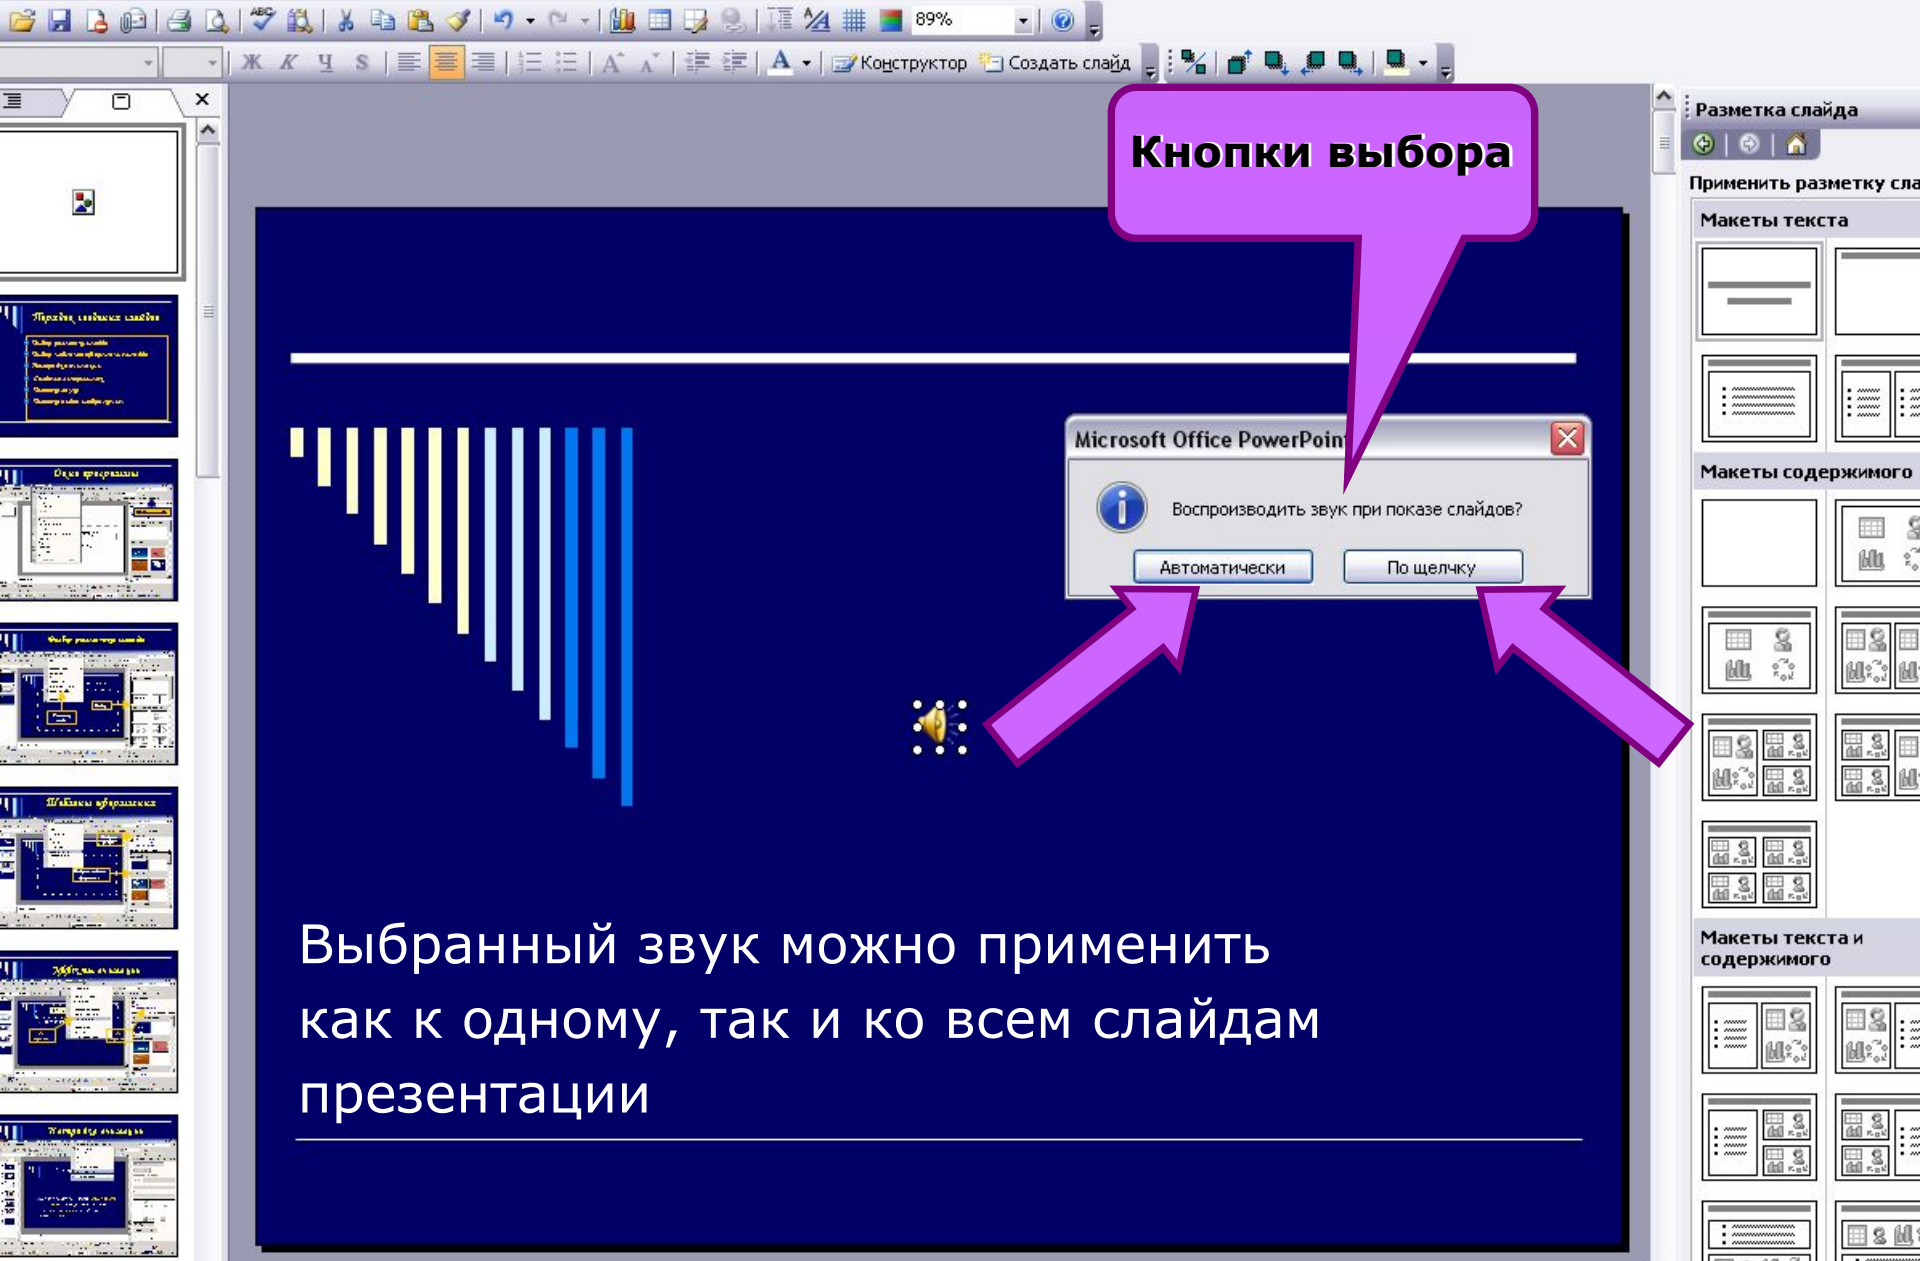 ABC
89%
Ж К Ч S
A
Конструктор
Создать слайд
Разметка слайда
Применить разметку сла
Макеты текста
Макеты содержимого
Макеты текста и
содержимого
Кнопки выбора
Microsoft Office PowerPoin
Воспроизводить звук при показе слайдов?
Автоматически
По щелчку
Выбранный звук можно применить
как к одному, так и ко всем слайдам
презентации